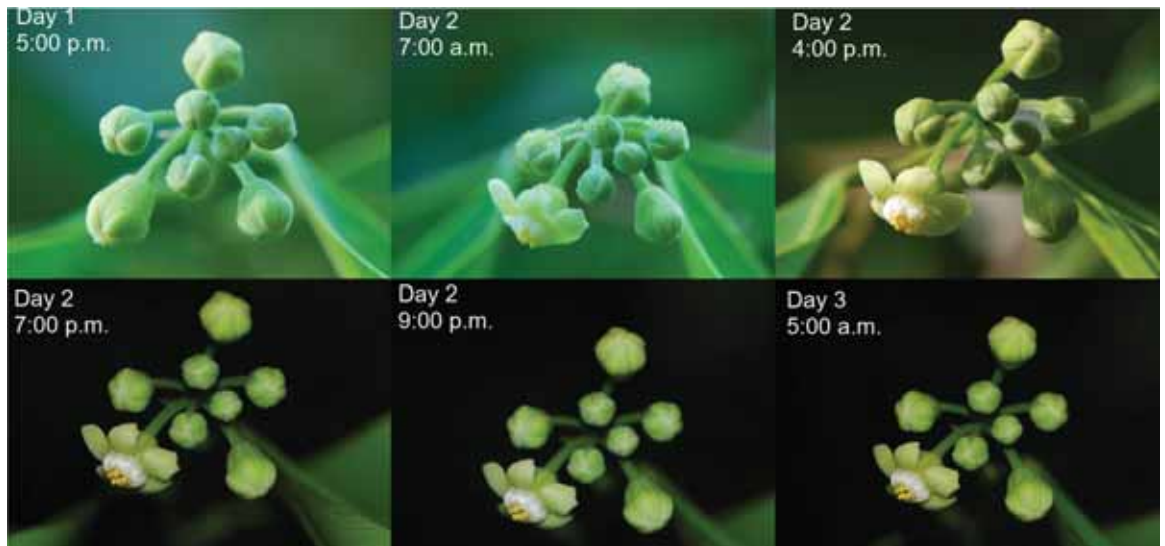 Day 1
5:00 p.m.
Day 2
7:00 a.m.
Day 2
4:00 p.m.
Day 2
7:00 p.m.
Day 2
9:00 p.m.
Day 3
5:00 a.m.